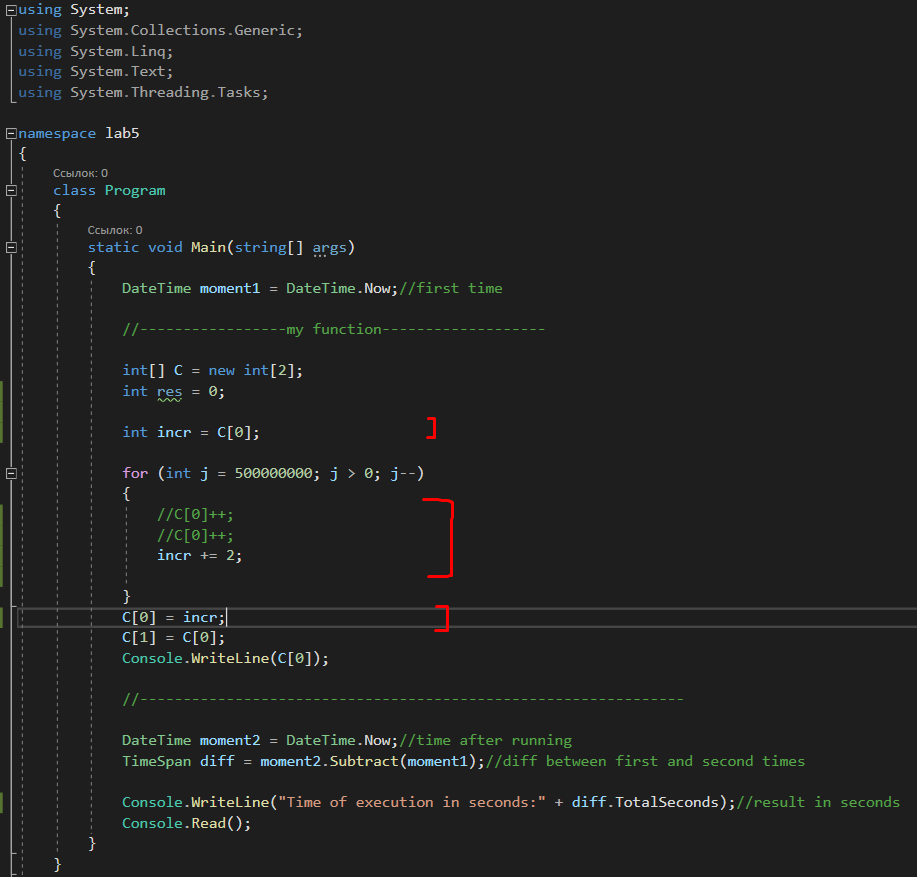 using System;
using System.Collections.Generic;
using System.Linq;
using System.Text;
using System.Threading.Tasks;
namespace lab5
{
Ссылок: 0
class Program
{
Ссылок: 0
static void Main(string[] args)
{
DateTime moment1 = DateTime.Now;//first time
//-----------------my function-------------------
int[] C = new int[2];
int res = 0;
int incr = C[0];
for (int j = 500000000; j > 0; j--)
{
//C[0]++;
//C[0]++;
incr += 2;
}
C[0] = incr;
C[1] = C[0];
Console.WriteLine(C[0]);
//---------------------------------------------------------------
DateTime moment2 = DateTime.Now;//time after running
TimeSpan diff = moment2.Subtract(moment1);//diff between first and second times
Console.WriteLine("Time of execution in seconds:" + diff.TotalSeconds);//result in seconds
Console.Read();
}
}